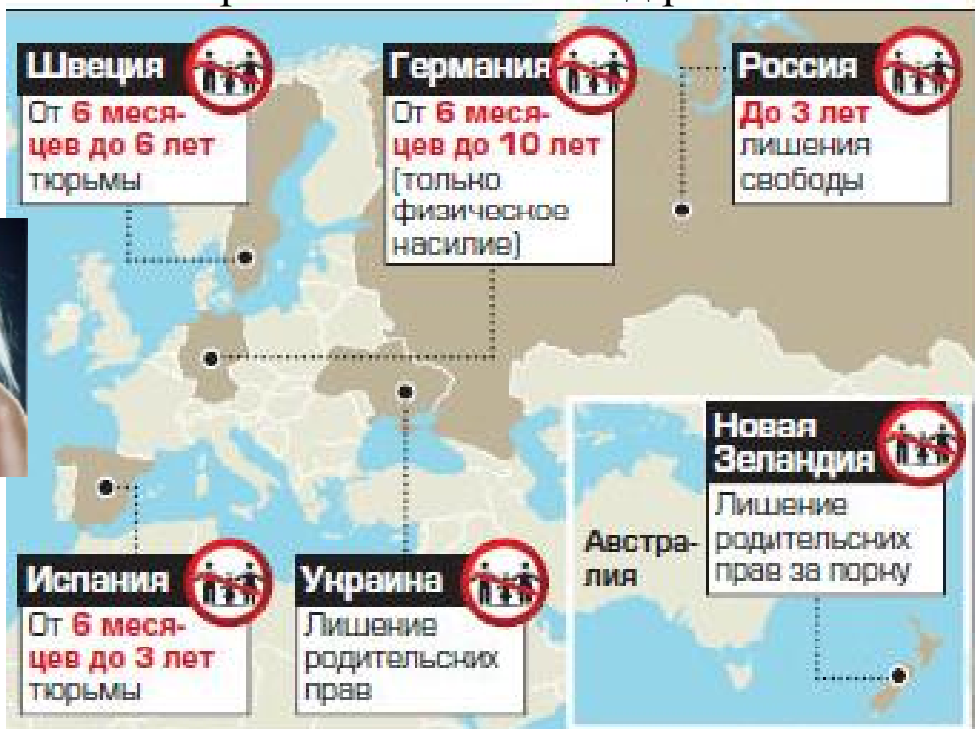 Швеция
От 6 меся-
цев до 6 лет
тюрьмы
Германия
От 6 меся-
цев до 10 лет
(только
физическое
насилие)
Россия
До 3 лет
лишения
свободы
Испания
От 6 меся-
цев до 3 лет
тюрьмы
Украина
Лишение
родительских
прав
Австра-
лия
Новая
Зеландия
Лишение
родительских
прав за порку